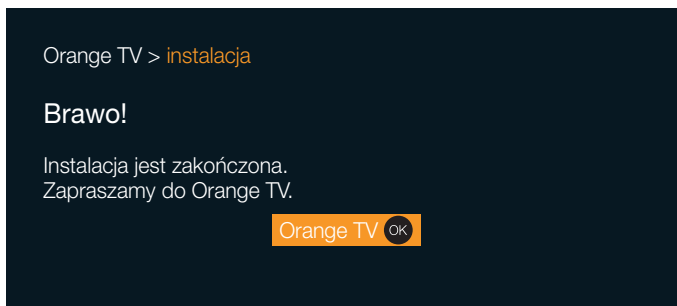 Orange TV > instalacja
Brawo!
Instalacja jest zakończona.
Zapraszamy do Orange TV.
Orange TV OK